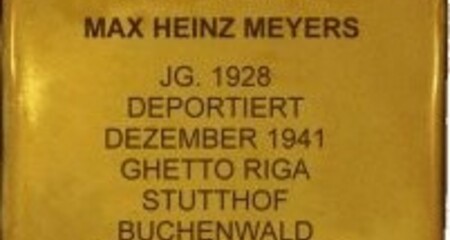 MAX HEINZ MEYERS
JG. 1928
DEPORTIERT
DEZEMBER 1941
GHETTO RIGA
STUTTHOF
BUCHENWALD